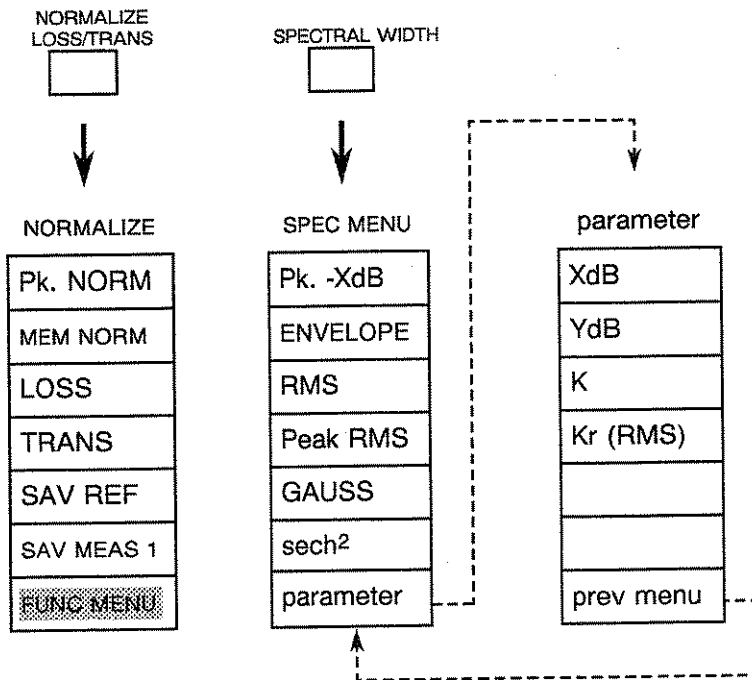 NORMALIZE
LOSS/TRANS
SPECTRAL WIDTH
NORMALIZE
Pk. NORM
MEM NORM
LOSS
TRANS
SAV REF
SAV MEAS 1
FUNC MENU
SPEC MENU
Pk. -XdB
ENVELOPE
RMS
Peak RMS
GAUSS
sech²
parameter
parameter
XdB
YdB
K
Kr (RMS)
prev menu